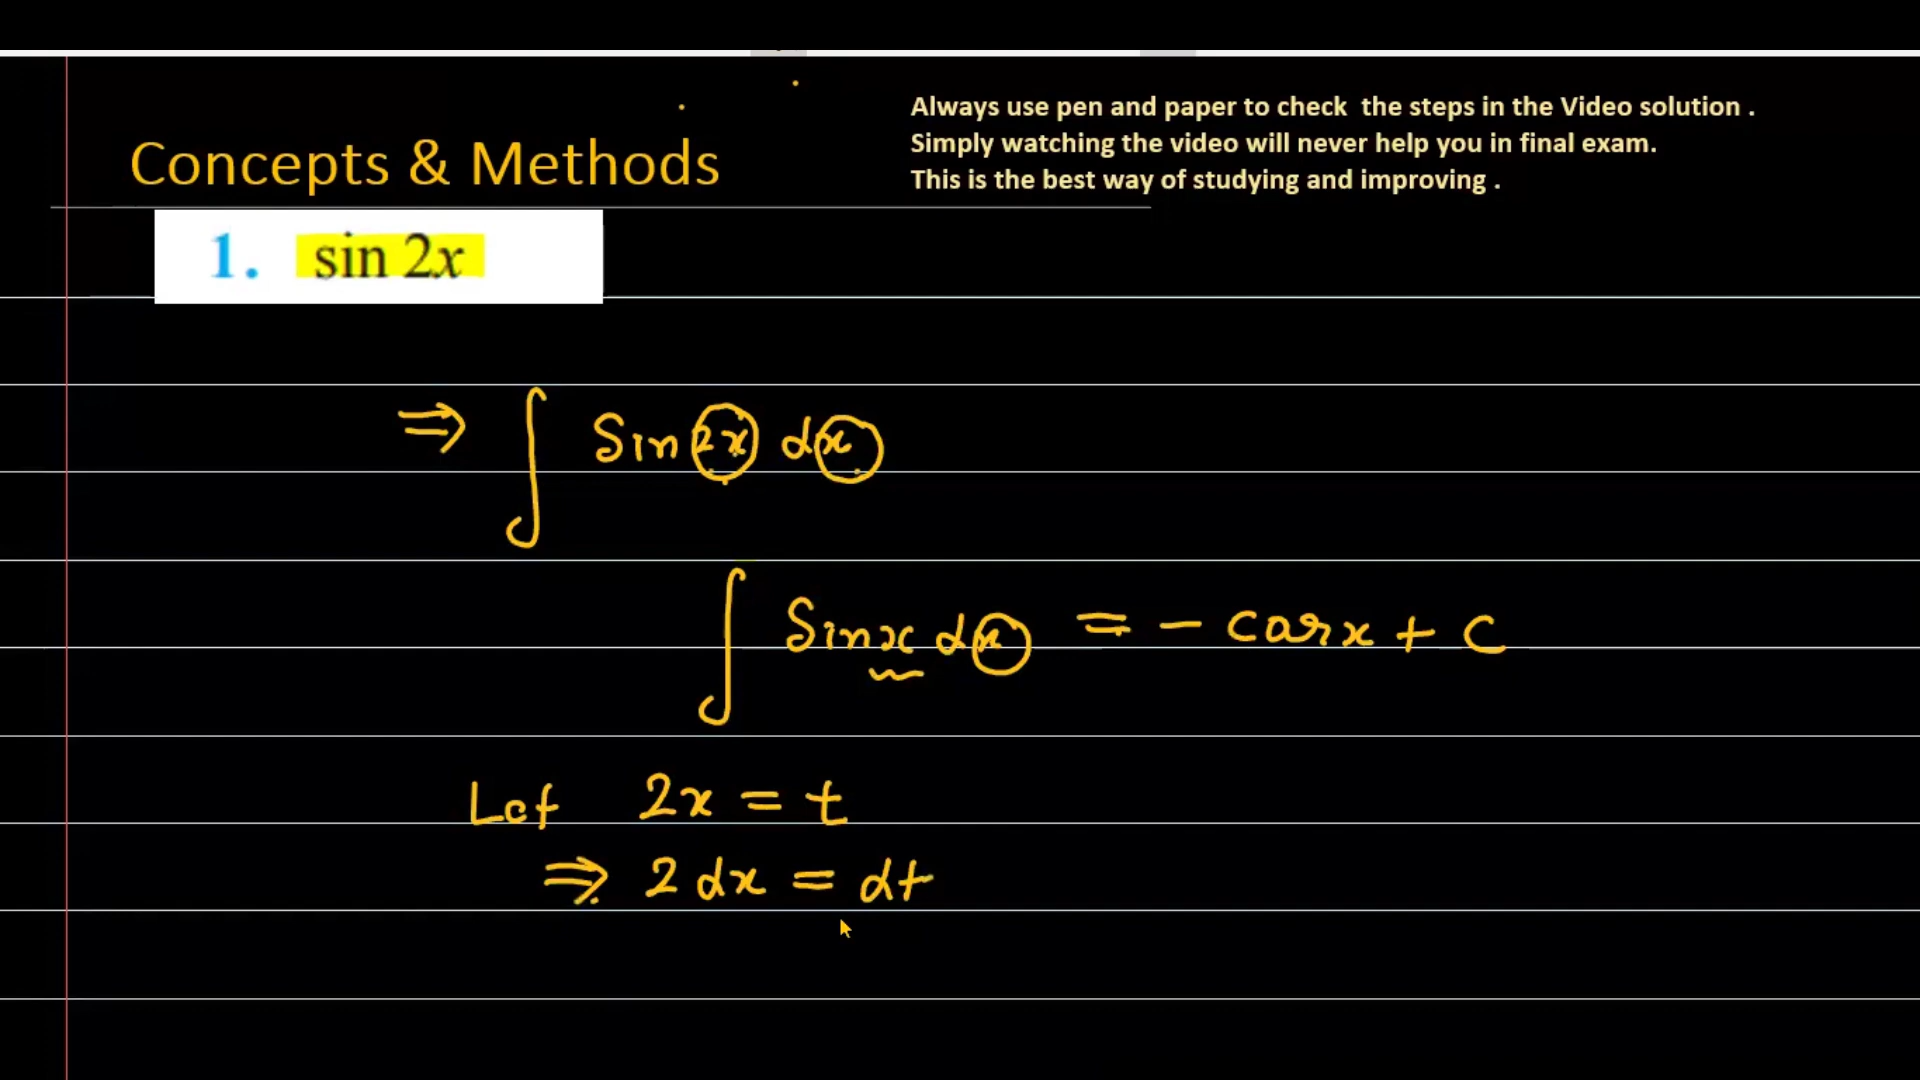 Always use pen and paper to check the steps in the Video solution .
Simply watching the video will never help you in final exam.
This is the best way of studying and improving .
Concepts & Methods
1. sin 2x
⇒ ∫ Sin 2x dx
∫ Sin x dx = - cos x + C
Let 2x = t
⇒ 2 dx = dt